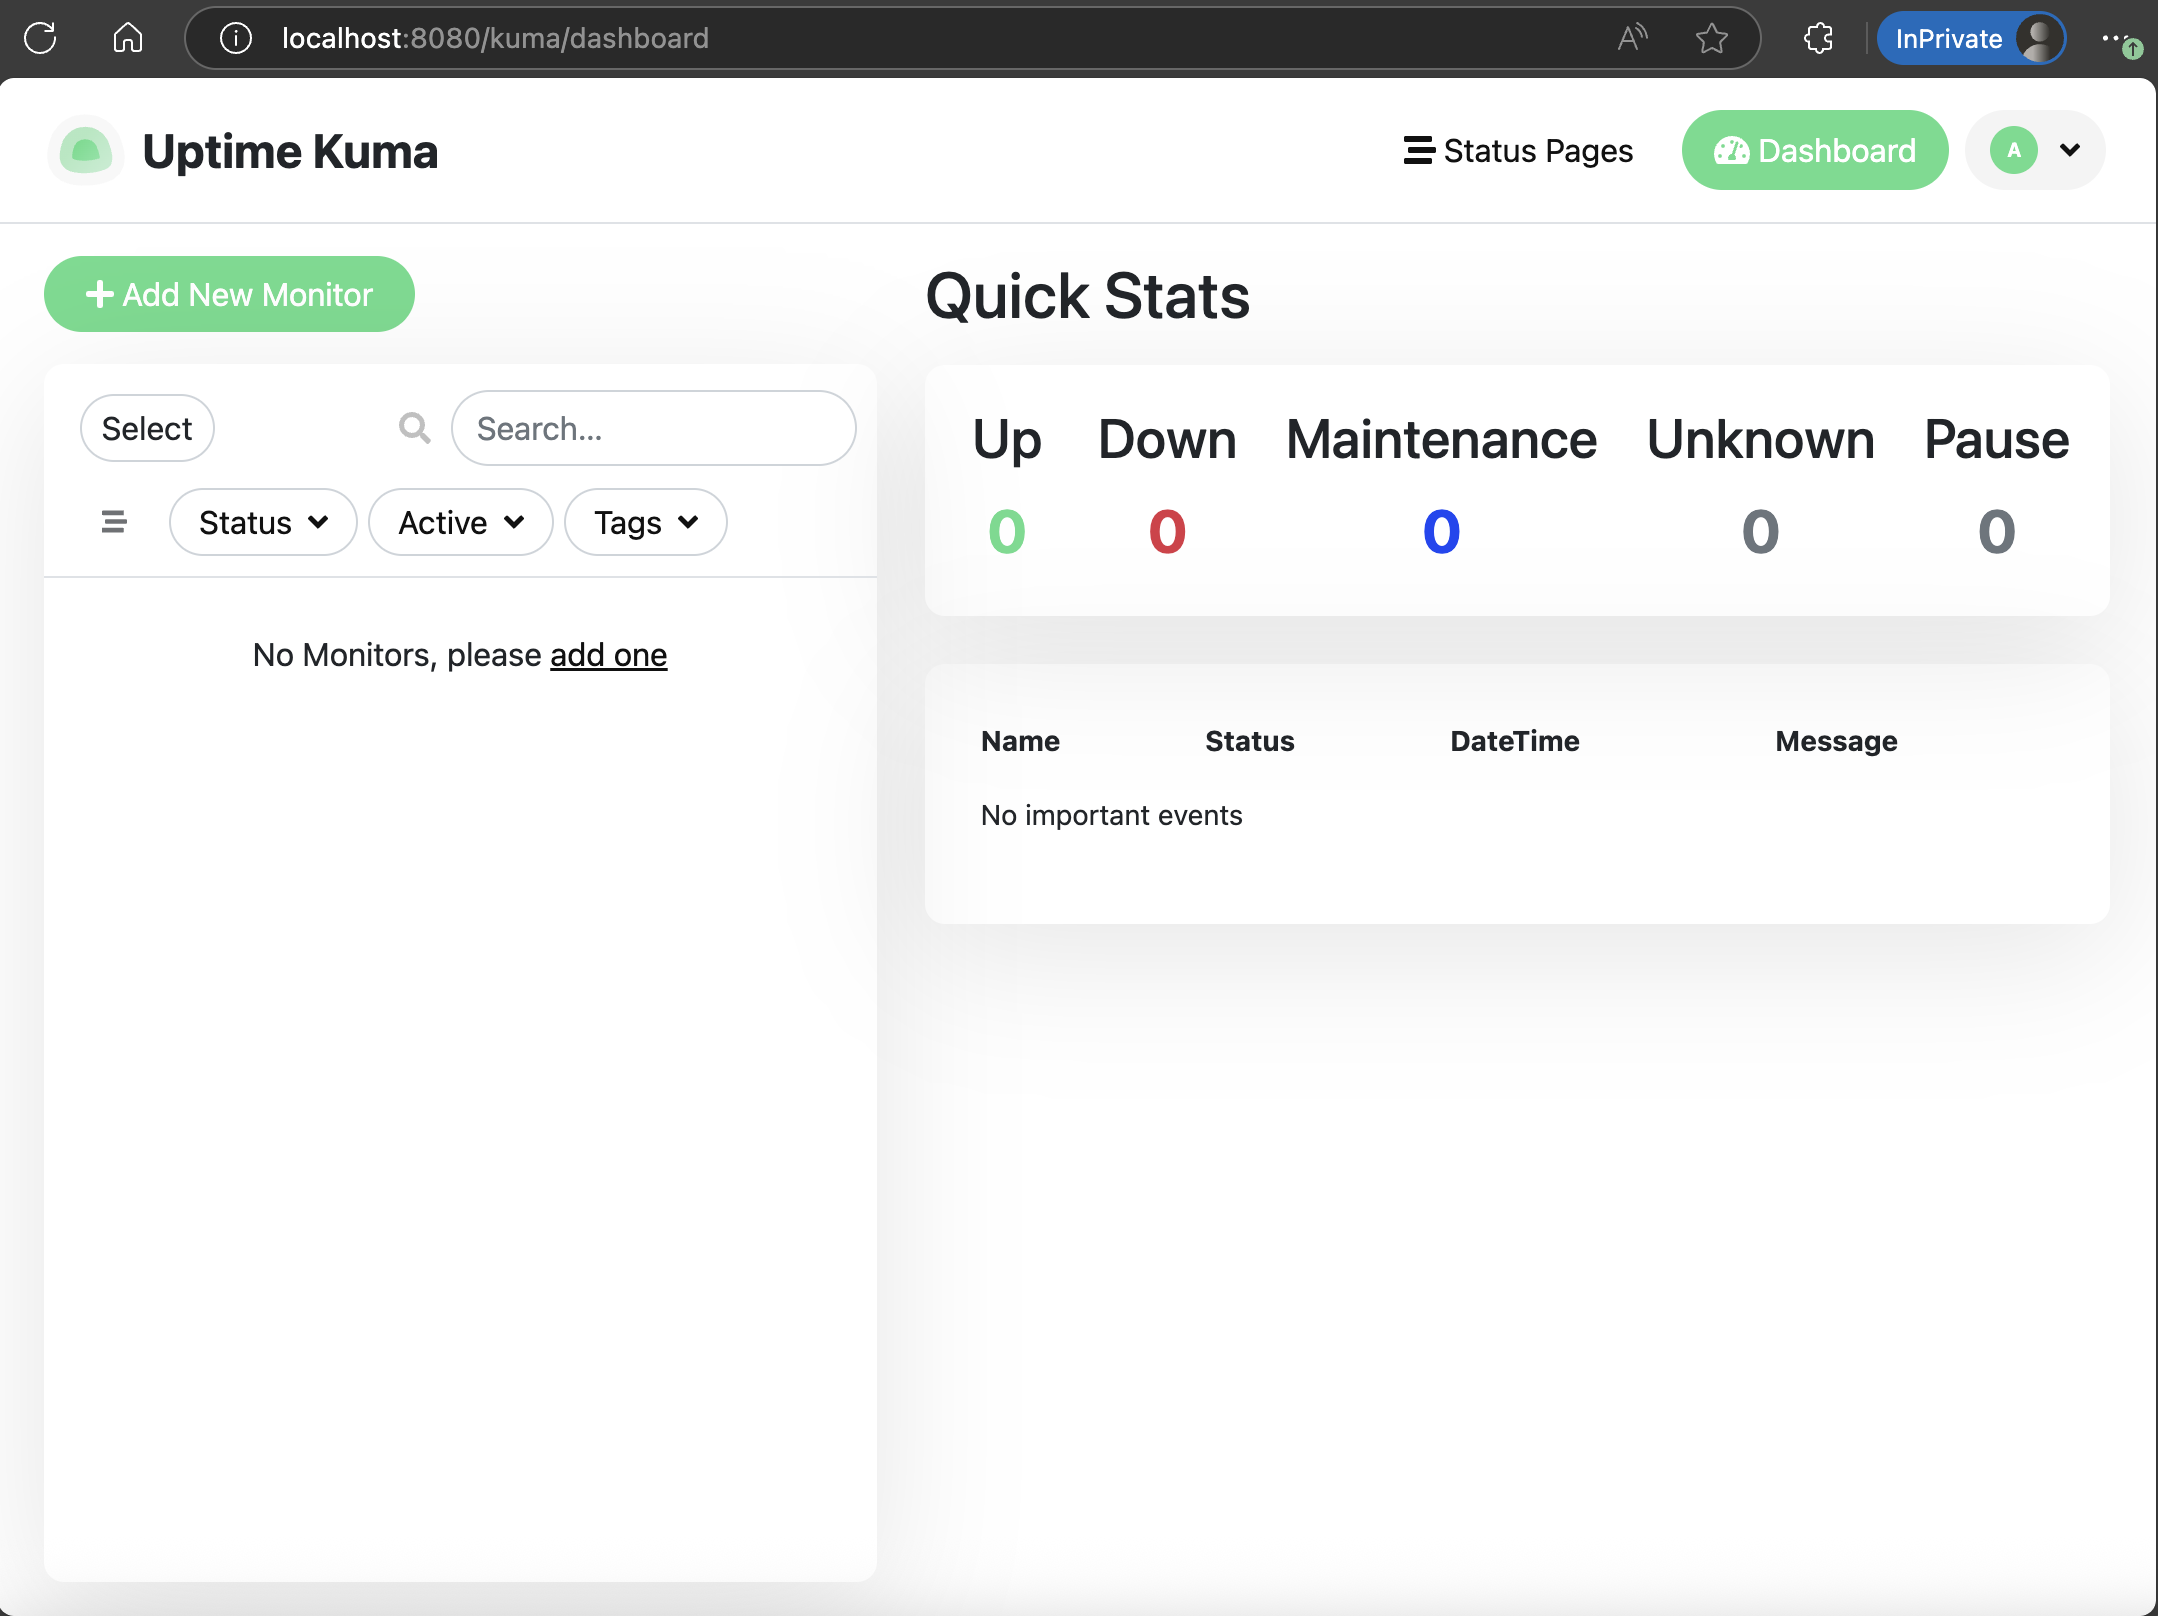 localhost:8080/kuma/dashboard
InPrivate
Uptime Kuma
Status Pages
Dashboard
A
Add New Monitor
Select
Search...
Status
Active
Tags
No Monitors, please add one
Quick Stats
Up Down Maintenance Unknown Pause
0 0 0 0 0
Name Status DateTime Message
No important events